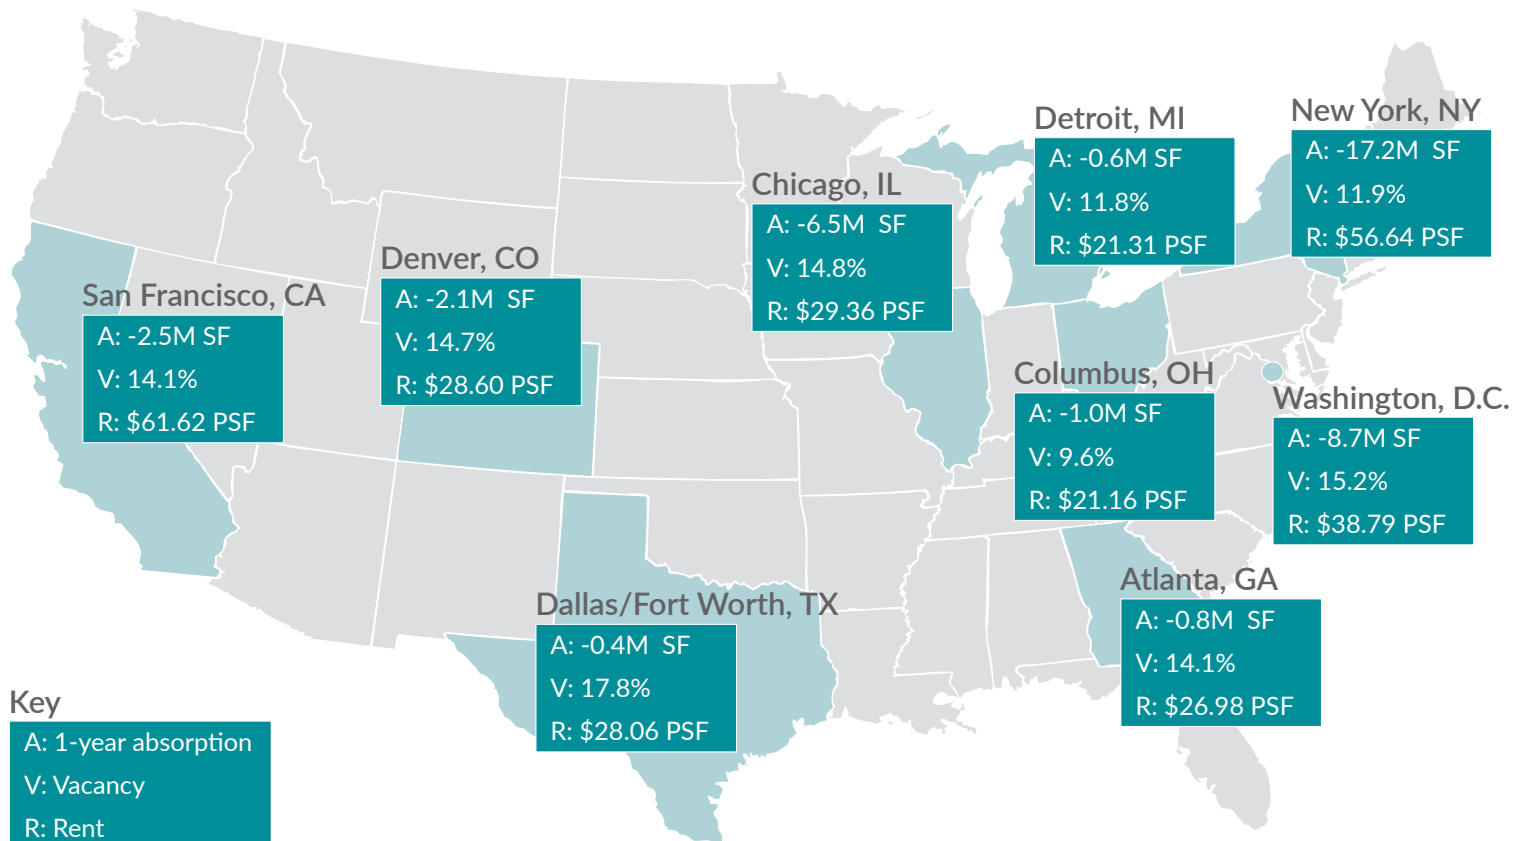 Detroit, MI
A: -0.6M SF
V: 11.8%
R: $21.31 PSF
New York, NY
A: -17.2M SF
V: 11.9%
R: $56.64 PSF
Chicago, IL
A: -6.5M SF
V: 14.8%
R: $29.36 PSF
Denver, CO
A: -2.1M SF
V: 14.7%
R: $28.60 PSF
San Francisco, CA
A: -2.5M SF
V: 14.1%
R: $61.62 PSF
Columbus, OH
A: -1.0M SF
V: 9.6%
R: $21.16 PSF
Washington, D.C.
A: -8.7M SF
V: 15.2%
R: $38.79 PSF
Dallas/Fort Worth, TX
A: -0.4M SF
V: 17.8%
R: $28.06 PSF
Atlanta, GA
A: -0.8M SF
V: 14.1%
R: $26.98 PSF
Key
A: 1-year absorption
V: Vacancy
R: Rent